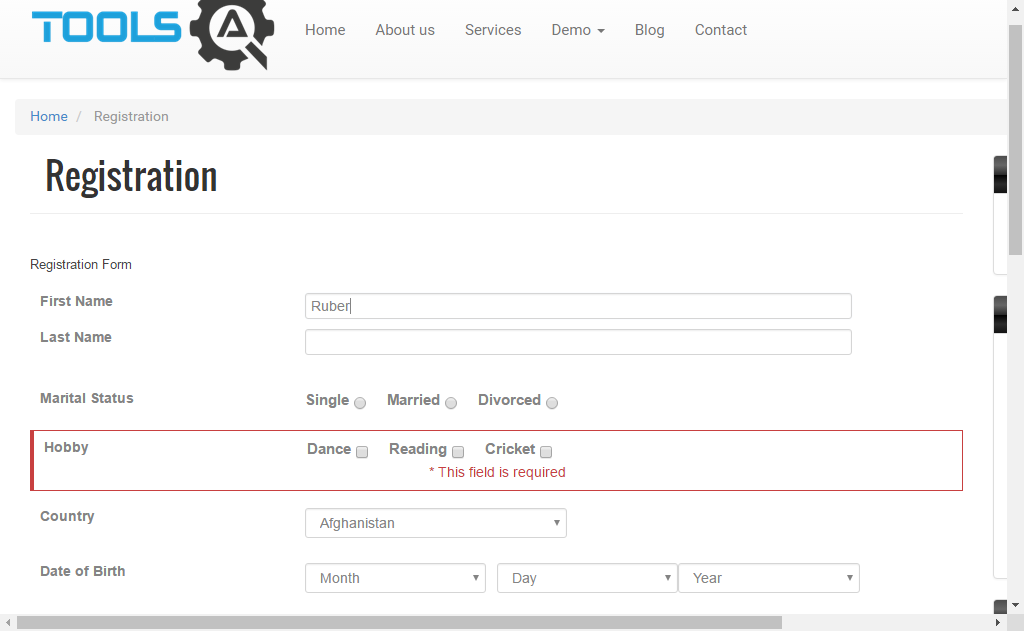 TOOLS QA
Home About us Services Demo Blog Contact
Home / Registration
Registration
Registration Form
First Name Ruber
Last Name
Marital Status Single Married Divorced
Hobby Dance Reading Cricket
* This field is required
Country Afghanistan
Date of Birth Month Day Year